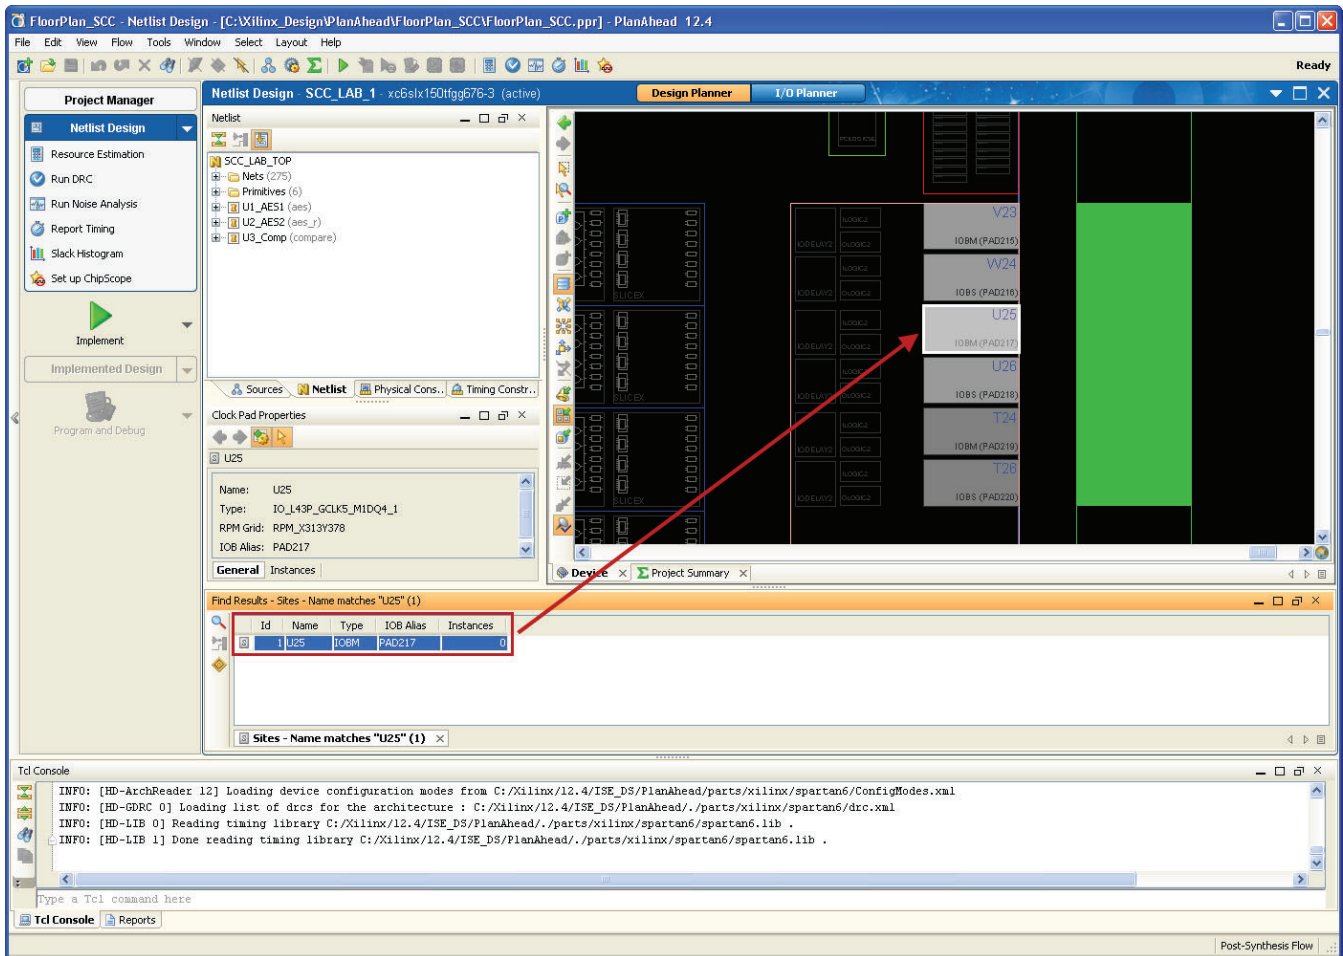 FloorPlan_SCC - Netlist Design - [C:\Xilinx_Design\PlanAhead\FloorPlan_SCC\FloorPlan_SCC.ppr] - PlanAhead 12.4
File Edit View Flow Tools Window Select Layout Help
Ready
Project Manager
Netlist Design
Resource Estimation
Run DRC
Run Noise Analysis
Report Timing
Slack Histogram
Set up ChipScope
Implement
Implemented Design
Program and Debug
Netlist Design - SCC_LAB_1 - xc6slx150tfgg676-3 (active)
Design Planner
I/O Planner
Netlist
SCC_LAB_TOP
Nets (275)
Primitives (6)
U1_AES1 (aes)
U2_AES2 (aes_r)
U3_Comp (compare)
Sources Netlist Physical Cons.. Timing Constr..
Clock Pad Properties
U25
Name: U25
Type: IO_L43P_GCLK5_M1DQ4_1
RPM Grid: RPM_X313Y378
IOB Alias: PAD217
General Instances
V23
IOBM (PAD215)
W24
IOBS (PAD216)
U25
IOBM (PAD217)
U26
IOBS (PAD218)
T24
IOBM (PAD219)
T26
IOBS (PAD220)
SLICEX
SLICEX
SLICEX
IODELAY2 OLOGIC2
ILOGIC2
Device Project Summary
Find Results - Sites - Name matches "U25" (1)
Id Name Type IOB Alias Instances
1 U25 IOBM PAD217 0
Sites - Name matches "U25" (1)
Tcl Console
INFO: [HD-ArchReader 12] Loading device configuration modes from C:/Xilinx/12.4/ISE_DS/PlanAhead/parts/xilinx/spartan6/ConfigModes.xml
INFO: [HD-GDRC 0] Loading list of drcs for the architecture : C:/Xilinx/12.4/ISE_DS/PlanAhead/./parts/xilinx/spartan6/drc.xml
INFO: [HD-LIB 0] Reading timing library C:/Xilinx/12.4/ISE_DS/PlanAhead/./parts/xilinx/spartan6/spartan6.lib .
INFO: [HD-LIB 1] Done reading timing library C:/Xilinx/12.4/ISE_DS/PlanAhead/./parts/xilinx/spartan6/spartan6.lib .
Type a Tcl command here
Tcl Console Reports
Post-Synthesis Flow